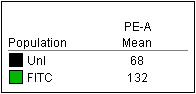 PE-A
Population Mean
Unl 68
FITC 132